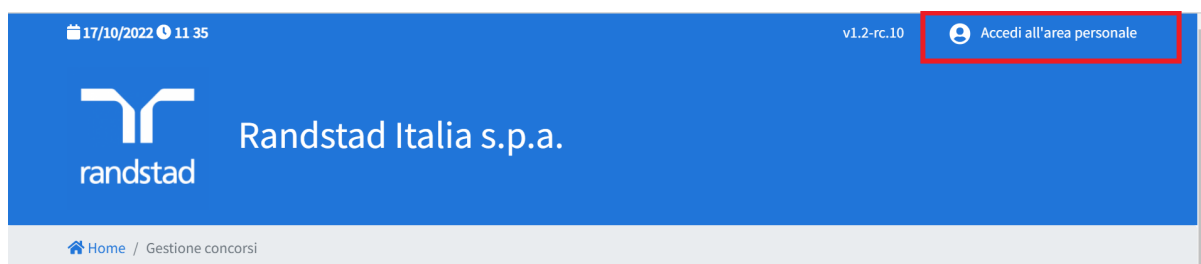 17/10/2022 11 35 v1.2-rc.10 Accedi all'area personale
randstad
Randstad Italia s.p.a.
Home / Gestione concorsi